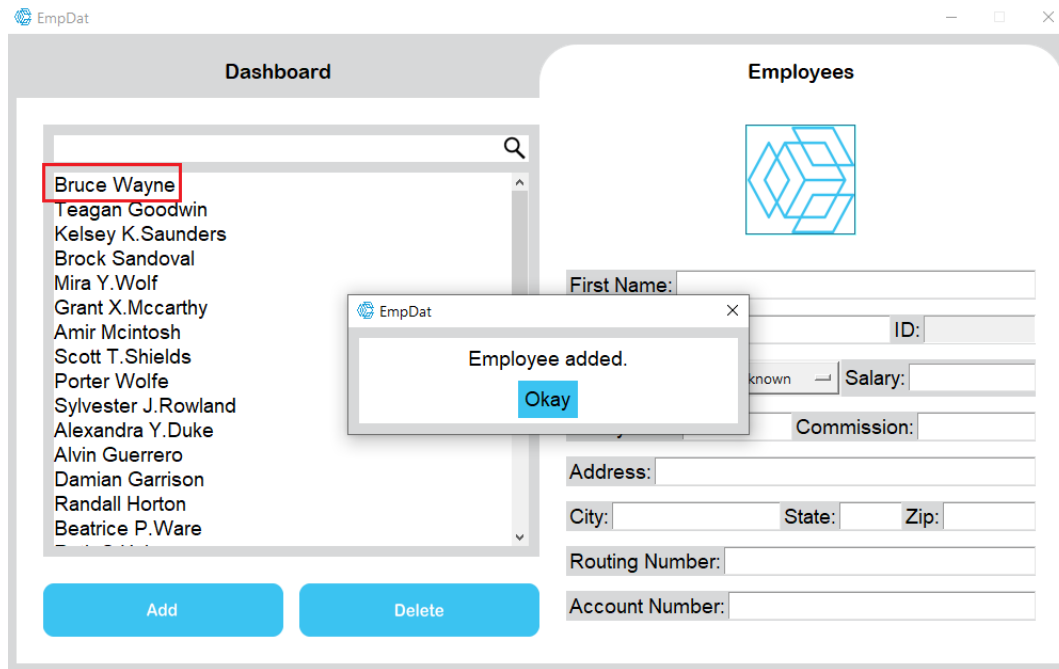 EmpDat
Dashboard
Employees
Bruce Wayne
Teagan Goodwin
Kelsey K.Saunders
Brock Sandoval
Mira Y.Wolf
Grant X.Mccarthy
Amir Mcintosh
Scott T.Shields
Porter Wolfe
Sylvester J.Rowland
Alexandra Y.Duke
Alvin Guerrero
Damian Garrison
Randall Horton
Beatrice P.Ware
Add
Delete
EmpDat
Employee added.
Okay
First Name:
ID:
known
Salary:
Commission:
Address:
City:
State:
Zip:
Routing Number:
Account Number: